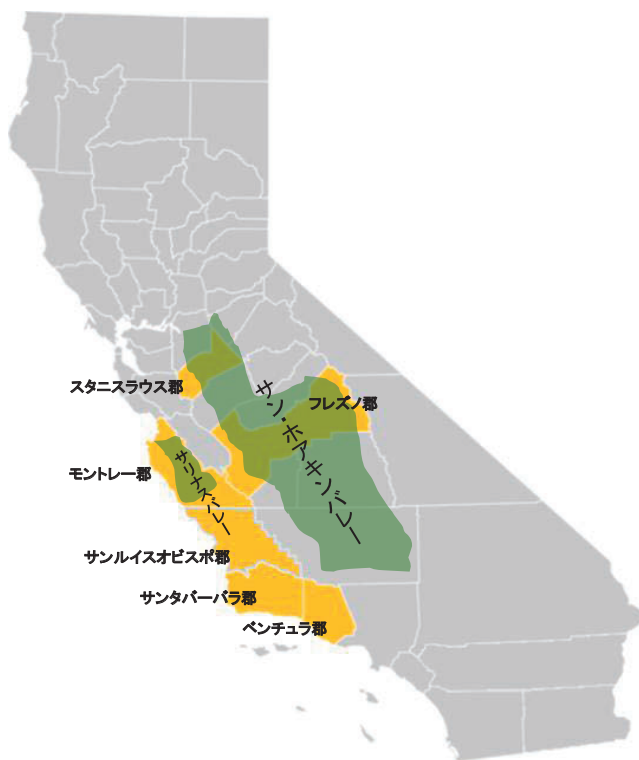 スタニスラウス郡
フレズノ郡
サン・ホアキンバレー
モントレー郡
サリナスバレー
サンルイスオビスポ郡
サンタバーバラ郡
ベンチュラ郡